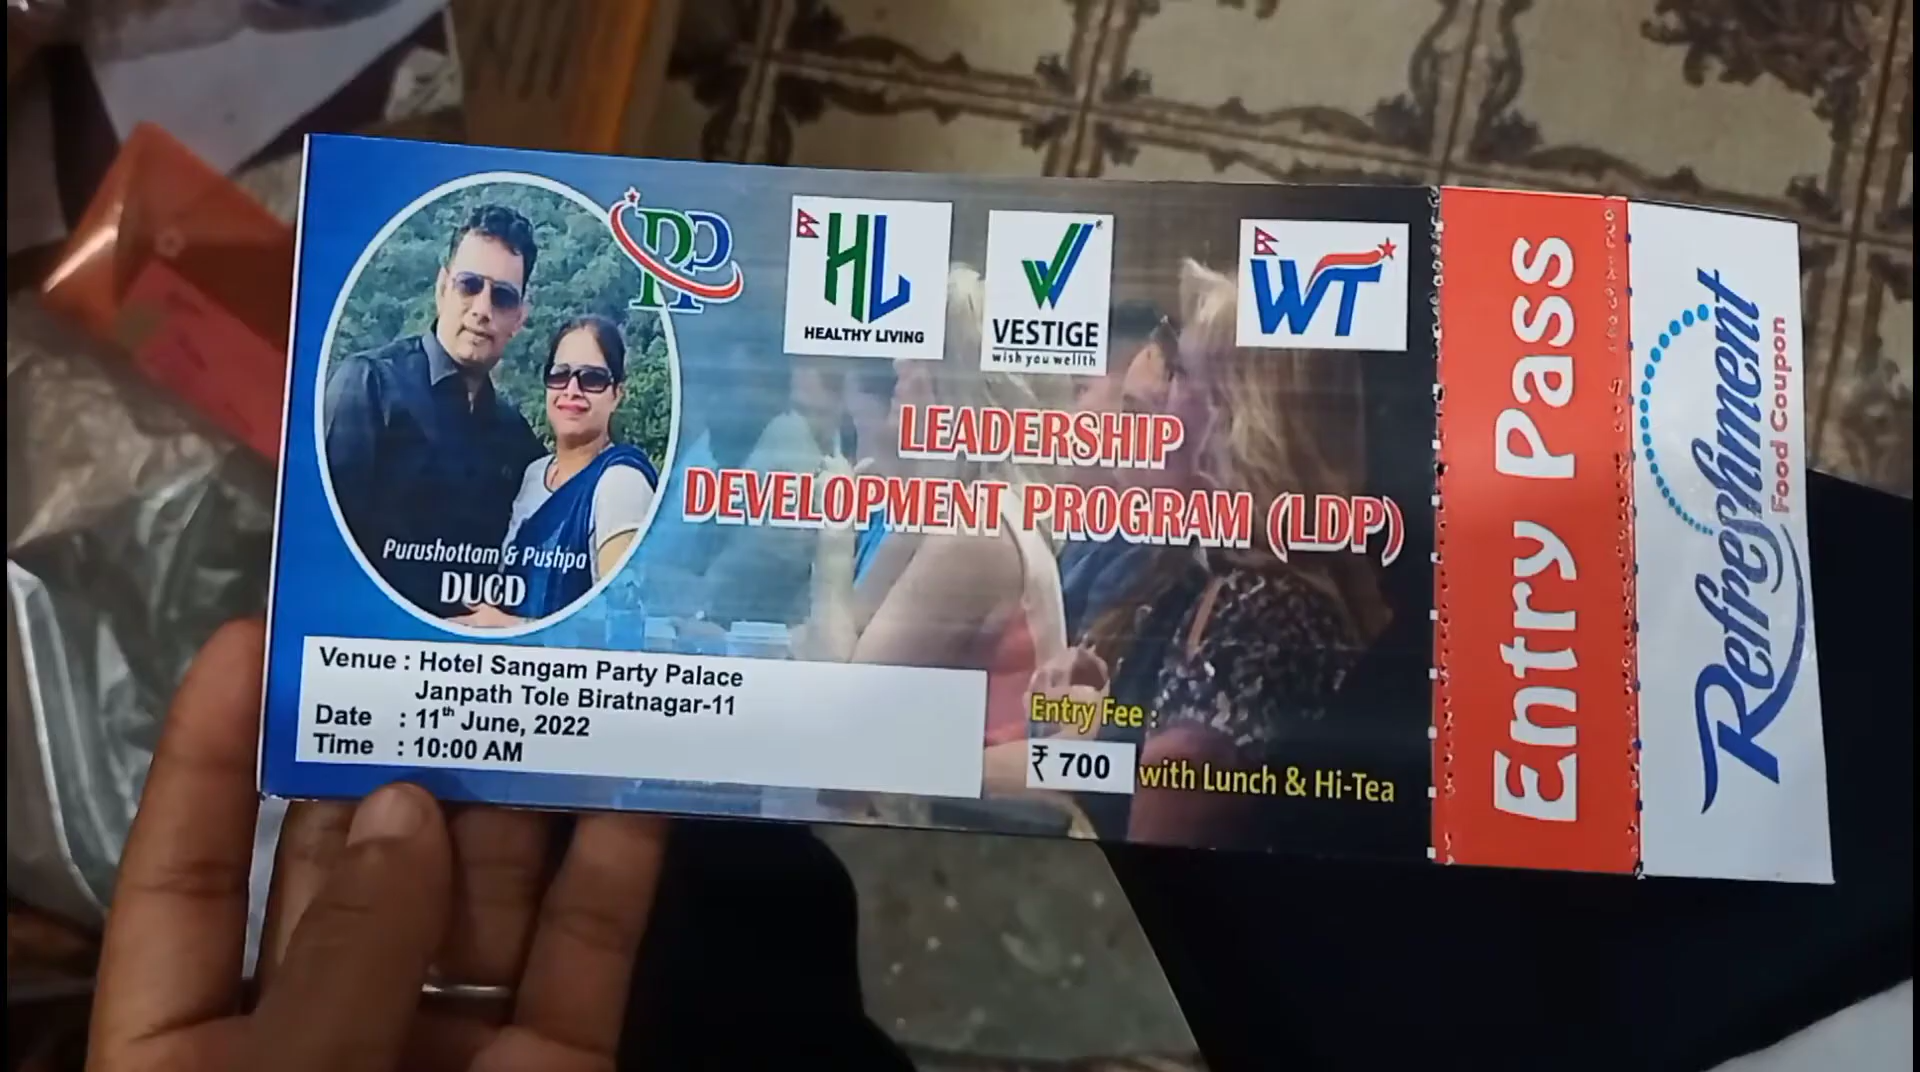 PP
HL
HEALTHY LIVING
VESTIGE
wish you wellth
WT
LEADERSHIP
DEVELOPMENT PROGRAM (LDP)
Purushottam & Pushpa
DUCD
Venue : Hotel Sangam Party Palace
Janpath Tole Biratnagar-11
Date : 11th June, 2022
Time : 10:00 AM
Entry Fee :
₹ 700 with Lunch & Hi-Tea
Entry Pass
Refreshment
Food Coupon